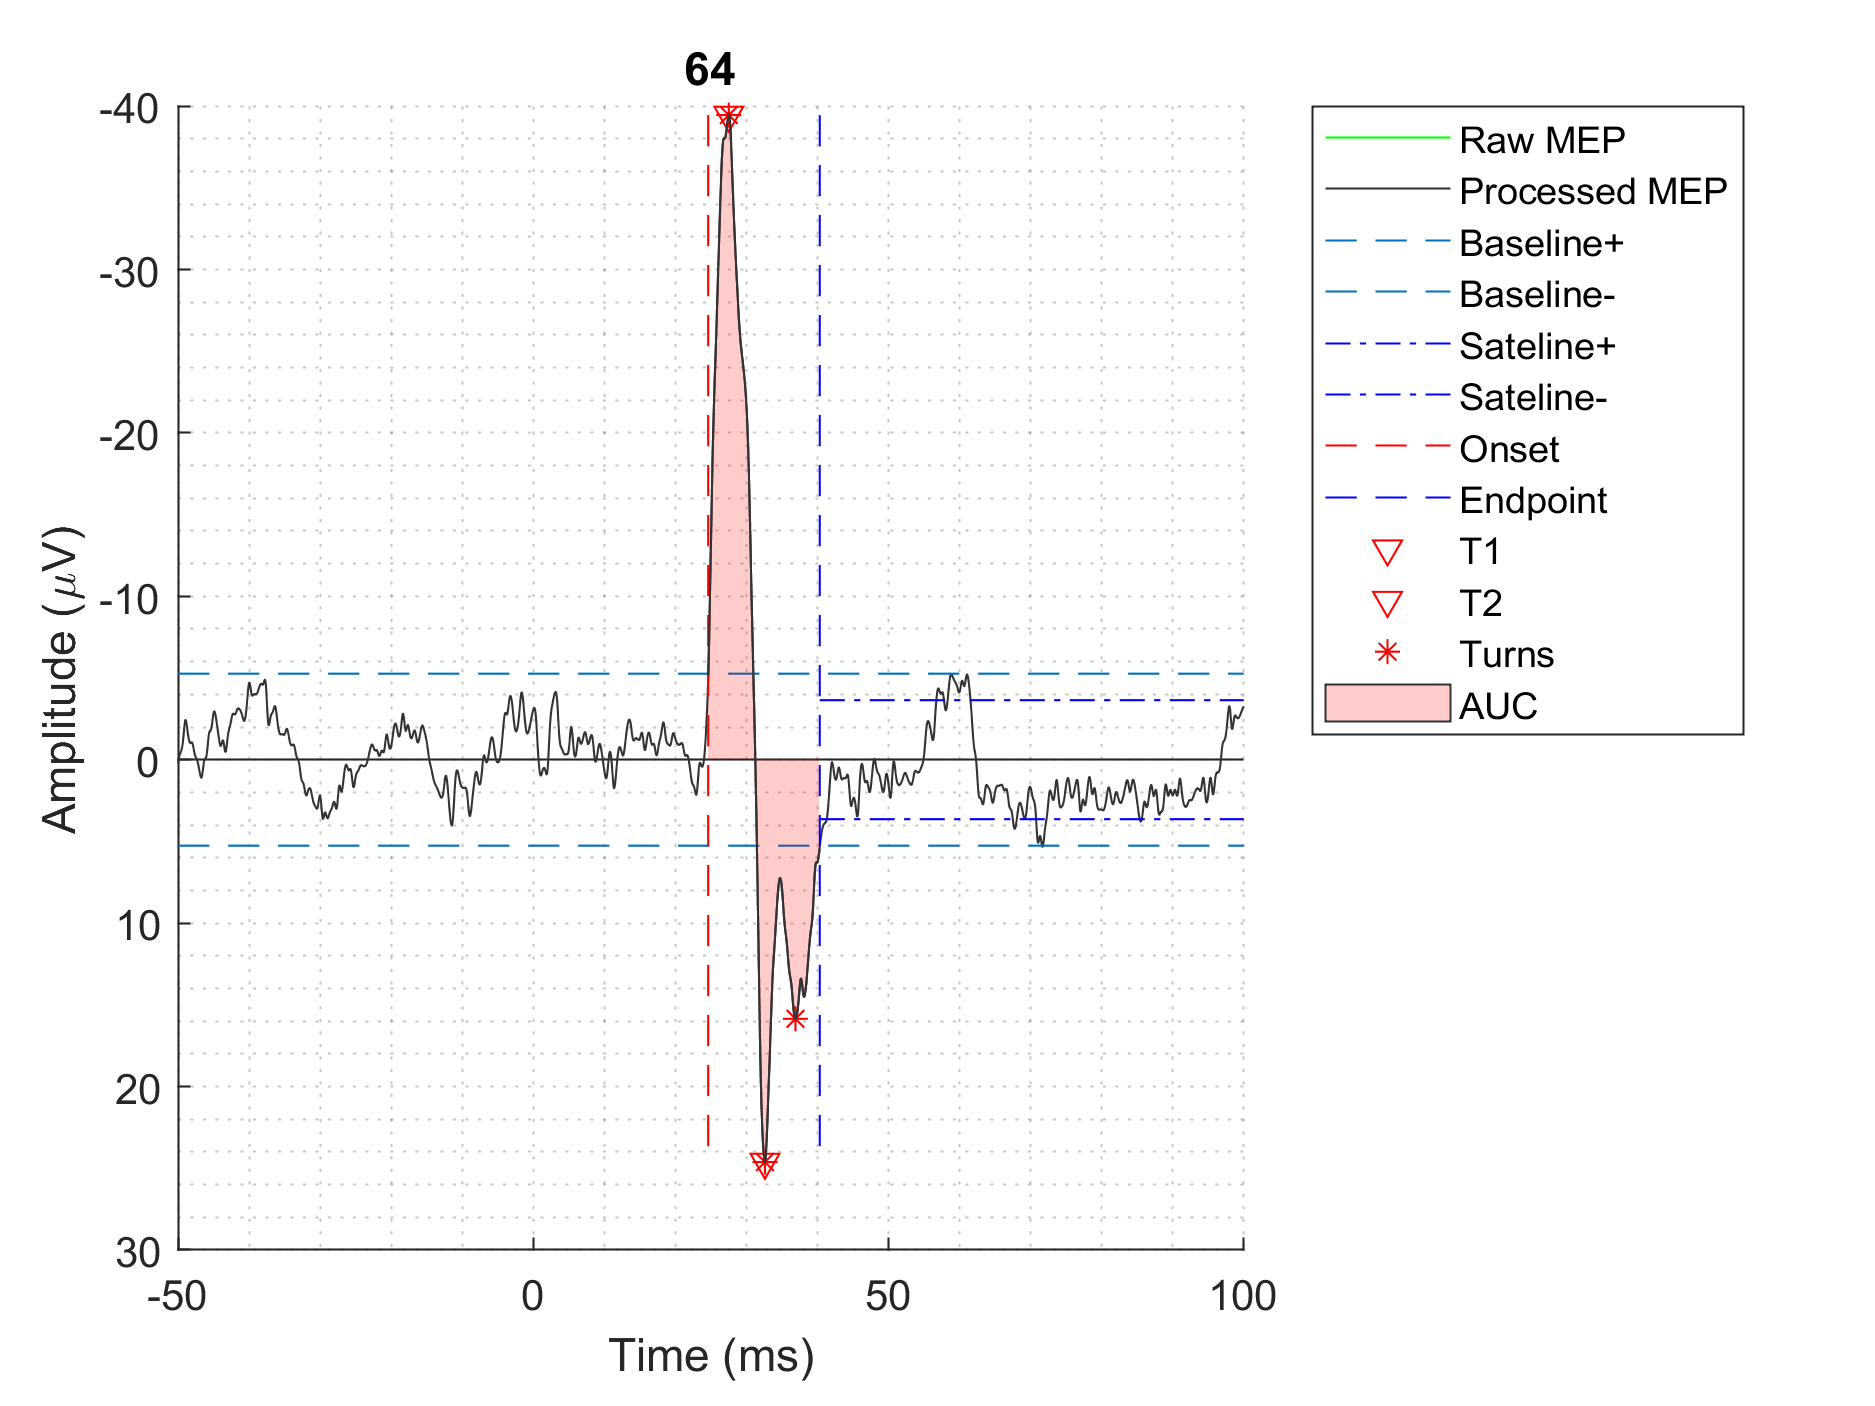 64
-40
-30
-20
-10
0
10
20
30
Amplitude (μV)
-50 0 50 100
Time (ms)
Raw MEP
Processed MEP
Baseline+
Baseline-
Sateline+
Sateline-
Onset
Endpoint
T1
T2
Turns
AUC